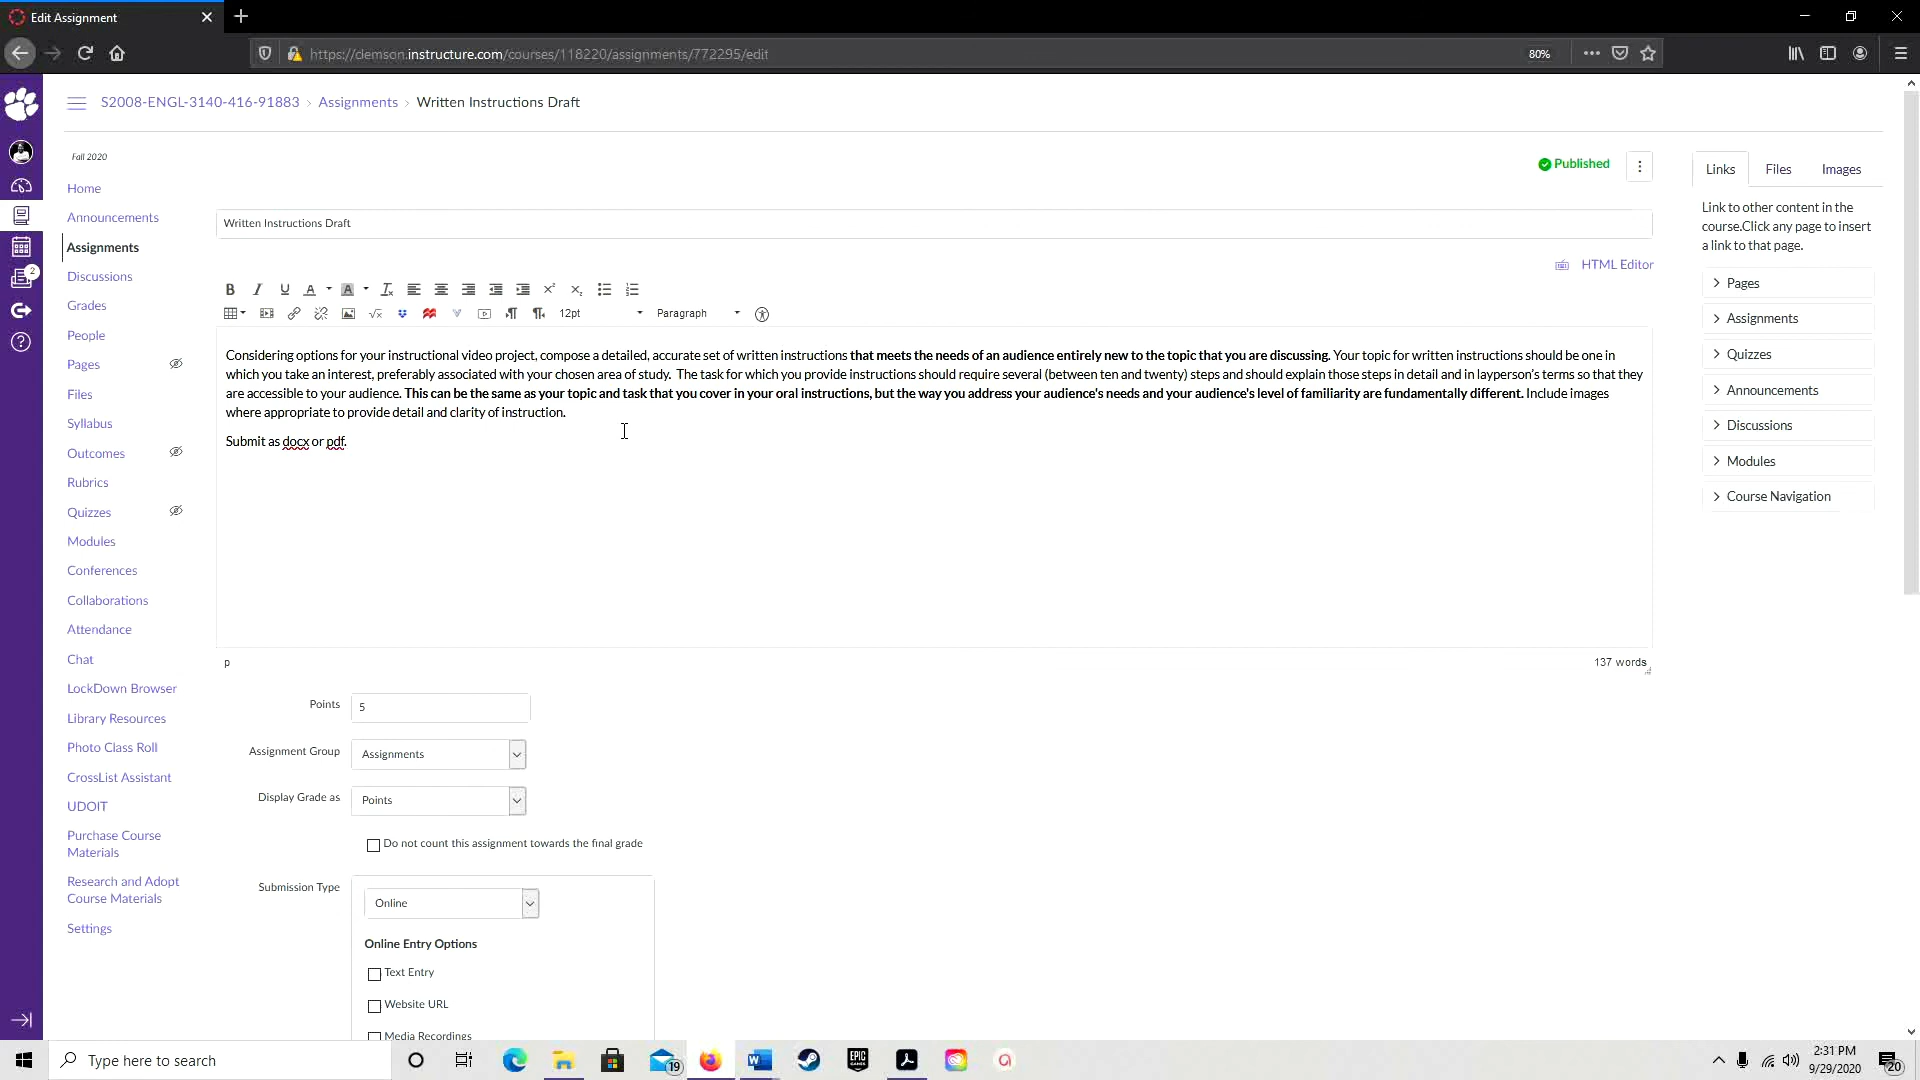 Edit Assignment
https://clemson.instructure.com/courses/118220/assignments/772295/edit
80%
S2008-ENGL-3140-416-91883 › Assignments › Written Instructions Draft
Fall 2020
Published
Links Files Images
Home
Announcements
Assignments
Discussions
Grades
People
Pages
Files
Syllabus
Outcomes
Rubrics
Quizzes
Modules
Conferences
Collaborations
Attendance
Chat
LockDown Browser
Library Resources
Photo Class Roll
CrossList Assistant
UDOIT
Purchase Course
Materials
Research and Adopt
Course Materials
Settings
2
Written Instructions Draft
HTML Editor
12pt
Paragraph
Considering options for your instructional video project, compose a detailed, accurate set of written instructions that meets the needs of an audience entirely new to the topic that you are discussing. Your topic for written instructions should be one in
which you take an interest, preferably associated with your chosen area of study. The task for which you provide instructions should require several (between ten and twenty) steps and should explain those steps in detail and in layperson's terms so that they
are accessible to your audience. This can be the same as your topic and task that you cover in your oral instructions, but the way you address your audience's needs and your audience's level of familiarity are fundamentally different. Include images
where appropriate to provide detail and clarity of instruction.
Submit as docx or pdf.
p
137 words
Points 5
Assignment Group Assignments
Display Grade as Points
Do not count this assignment towards the final grade
Submission Type Online
Online Entry Options
Text Entry
Website URL
Media Recordings
Link to other content in the
course.Click any page to insert
a link to that page.
Pages
Assignments
Quizzes
Announcements
Discussions
Modules
Course Navigation
Type here to search
19
EPIC
GAMES
2:31 PM
9/29/2020
20